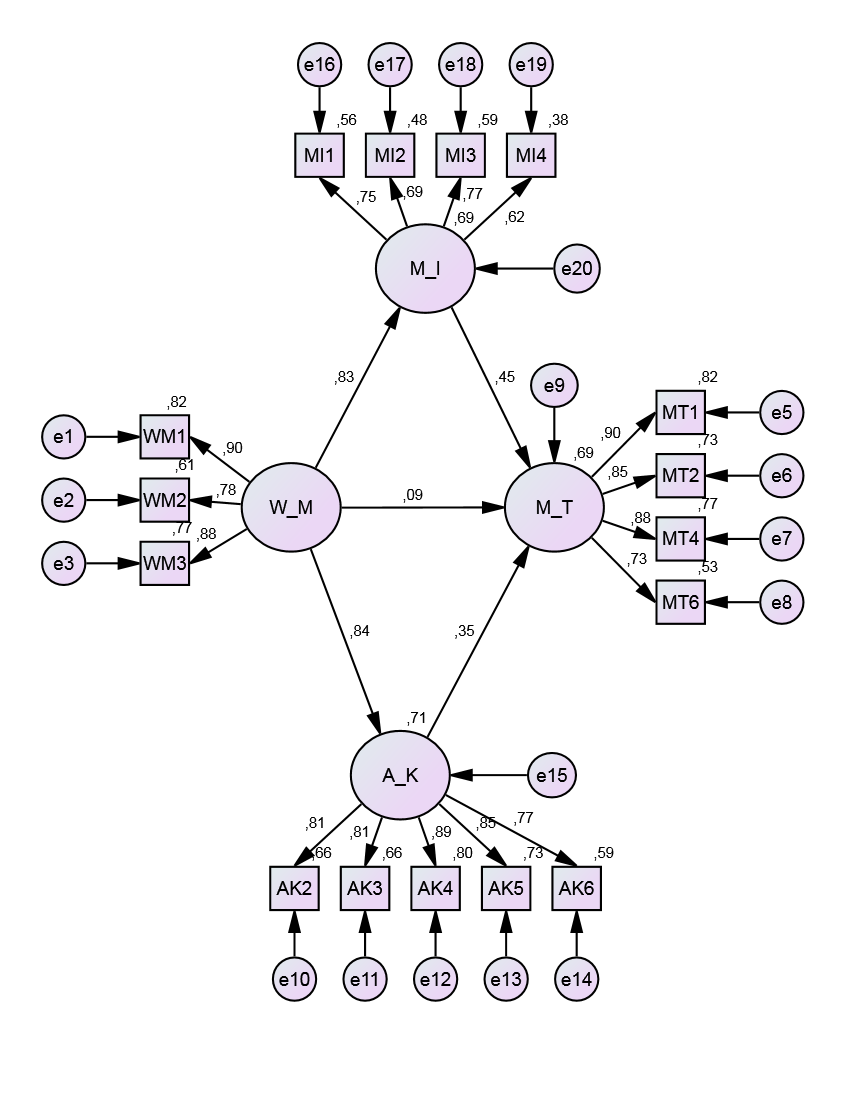 e16 e17 e18 e19
,56 ,48 ,59 ,38
MI1 MI2 MI3 MI4
,75 ,69 ,77 ,62
,69
M_I e20
,83 ,45
e9
,82 ,82
e1 WM1 MT1 e5
,90 ,90
,69 ,73
,61 ,85
e2 WM2 ,78 W_M ,09 M_T MT2 e6
,77 ,88 ,88 ,77
e3 WM3 MT4 e7
,73 ,53
MT6 e8
,84 ,35
,71
A_K e15
,81 ,81 ,89 ,85 ,77
,66 ,66 ,80 ,73 ,59
AK2 AK3 AK4 AK5 AK6
e10 e11 e12 e13 e14